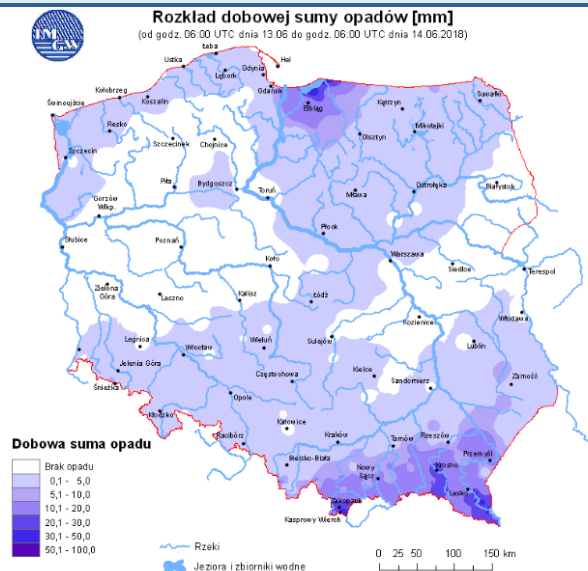 Rozkład dobowej sumy opadów [mm]
(od godz. 06:00 UTC dnia 13.06 do godz. 06:00 UTC dnia 14.06.2018)
IMGW
Łeba
Ustka
Hel
Gdynia
Lębork
Gdańsk
Kołobrzeg
Koszalin
Suwałki
Świnoujście
Elbląg
Kętrzyn
Resko
Mikołajki
Olsztyn
Szczecinek
Chojnice
Szczecin
Piła
Bydgoszcz
Ostrołęka
Białystok
Toruń
Mława
Gorzów
Wlkp.
Płock
Słubice
Poznań
Warszawa
Koło
Siedlce
Terespol
Zielona
Góra
Leszno
Kalisz
Łódź
Kozienice
Włodawa
Legnica
Wrocław
Wieluń
Sulejów
Lublin
Jelenia Góra
Kielce
Śnieżka
Częstochowa
Sandomierz
Zamość
Opole
Kłodzko
Katowice
Racibórz
Kraków
Tarnów
Rzeszów
Przemyśl
Bielsko-Biała
Nowy
Sącz
Krosno
Lesko
Zakopane
Kasprowy Wierch
Dobowa suma opadu
Brak opadu
0,1 - 5,0
5,1 - 10,0
10,1 - 20,0
20,1 - 30,0
30,1 - 50,0
50,1 - 100,0
Rzeki
Jeziora i zbiorniki wodne
0 25 50 100 150 km